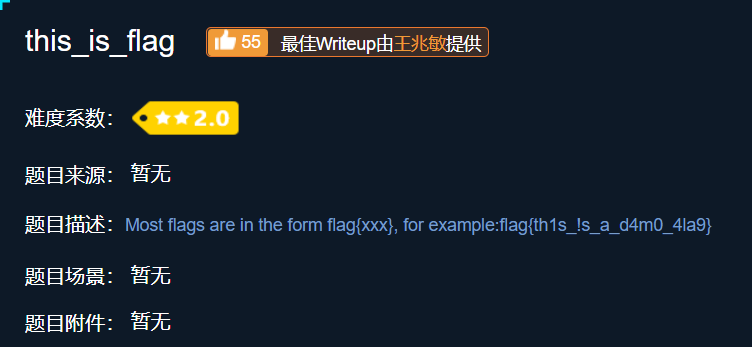 this_is_flag 55 最佳Writeup由王兆敏提供
难度系数： 2.0
题目来源： 暂无
题目描述：Most flags are in the form flag{xxx}, for example:flag{th1s_!s_a_d4m0_4la9}
题目场景： 暂无
题目附件： 暂无